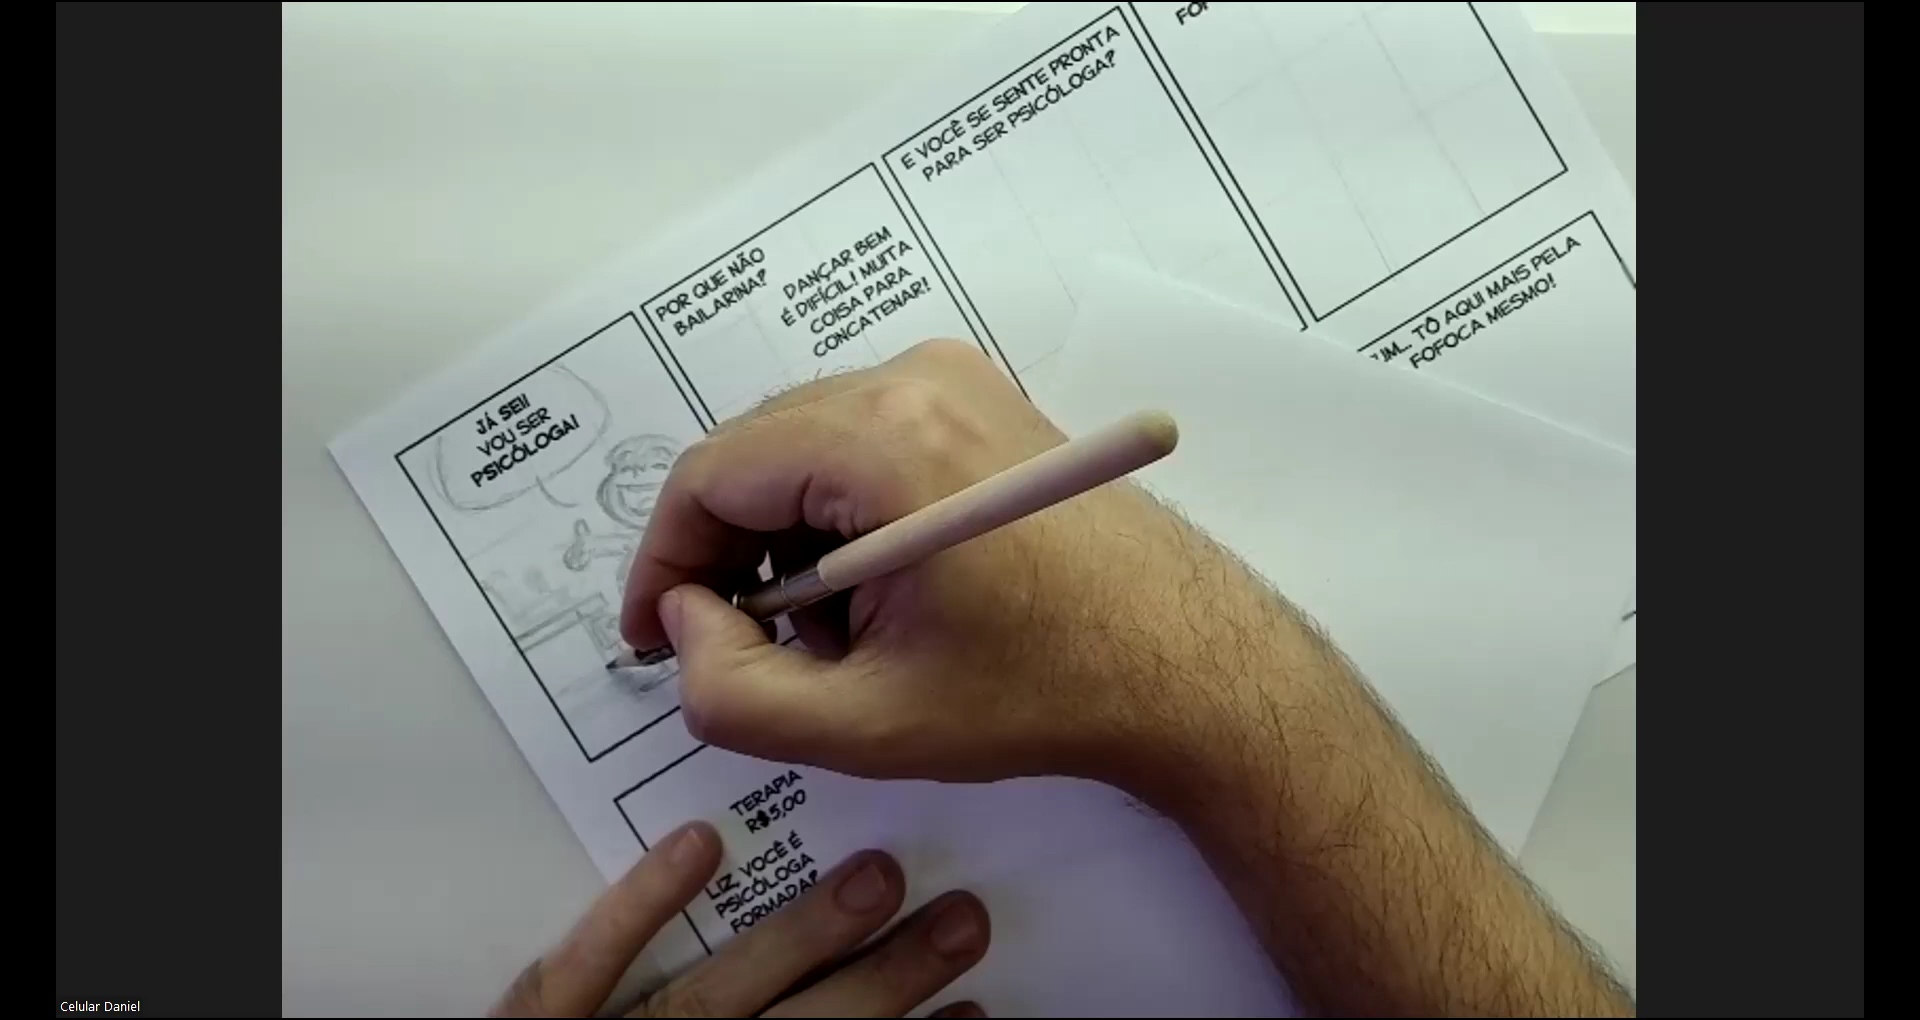 JÁ SEI!
VOU SER
PSICÓLOGA!
POR QUE NÃO
BAILARINA?
DANÇAR BEM
É DIFÍCIL! MUITA
COISA PARA
CONCATENAR!
E VOCÊ SE SENTE PRONTA
PARA SER PSICÓLOGA?
TERAPIA
R$5,00
LIZ, VOCÊ É
PSICÓLOGA
FORMADA?
TÔ AQUI MAIS PELA
FOFOCA MESMO!
Celular Daniel